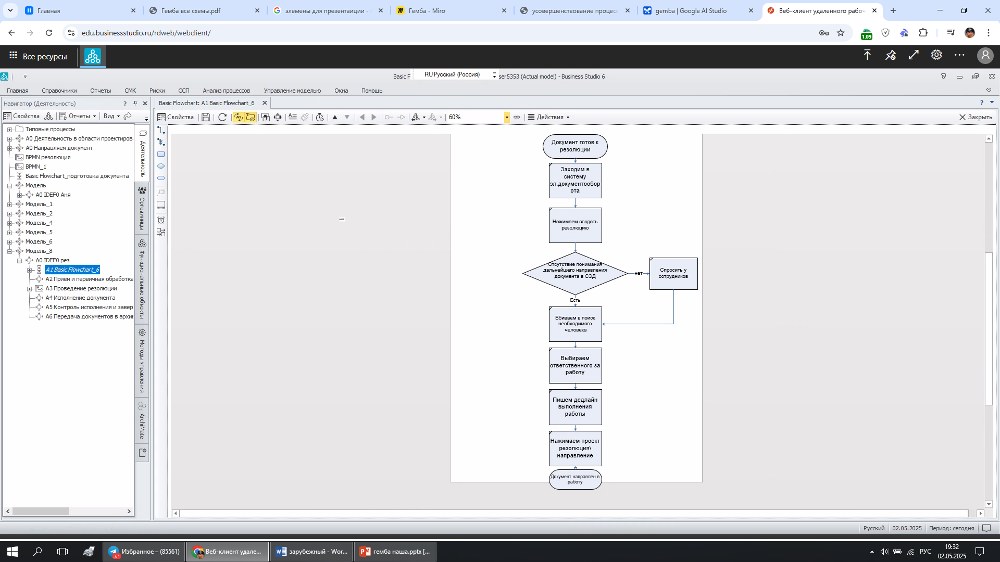 Главная
Гемба все схемы.pdf
элемены для презентаиции -
Гемба - Miro
усовершенствование процесс
gemba | Google AI Studio
Веб-клиент удаленного рабоч
edu.businessstudio.ru/rdweb/webclient/
1.09
Все ресурсы
Basic F
RU Русский (Россия)
ser5353 (Actual model) - Business Studio 6
Главная Справочники Отчеты СМК Риски ССП Анализ процессов Управление моделью Окна Помощь
Навигатор (Деятельность)
Basic Flowchart: A1 Basic Flowchart_6
Свойства Отчеты Вид
Свойства 60% Действия Закрыть
Типовые процессы
A0 Деятельность в области проектирова
A0 Направляем документ
BPMN резолюция
BPMN_1
Basic Flowchart_подготовка документа
Модель
A0 IDEF0 Аня
Модель_1
Модель_2
Модель_4
Модель_5
Модель_6
Модель_8
A0 IDEF0 рез
A1 Basic Flowchart_6
A2 Прием и первичная обработка
A3 Проведение резолюции
A4 Исполнение документа
A5 Контроль исполнения и завер
A6 Передача документов в архив
Деятельность
Оргединицы
Функциональные объекты
Методы управления
ArchiMate
нет
Документ готов к
резолюции
Заходим в
систему
эл.документообор
ота
Нажимаем создать
резолюцию
Отсутствие понимания
дальнейшего направления
документа в СЭД
нет
Спросить у
сотрудников
Есть
Вбиваем в поиск
необходимого
человека
Выбираем
ответственного за
работу
Пишем дедлайн
выполнения
работы
Нажимаем проект
резолюция\
направление
Документ направлен в
работу
Русский 02.05.2025 Период: сегодня
Избранное – (85561)
.61
Веб-клиент удале...
зарубежный - Wor...
гемба наша.pptx [...
РУС
19:32
02.05.2025